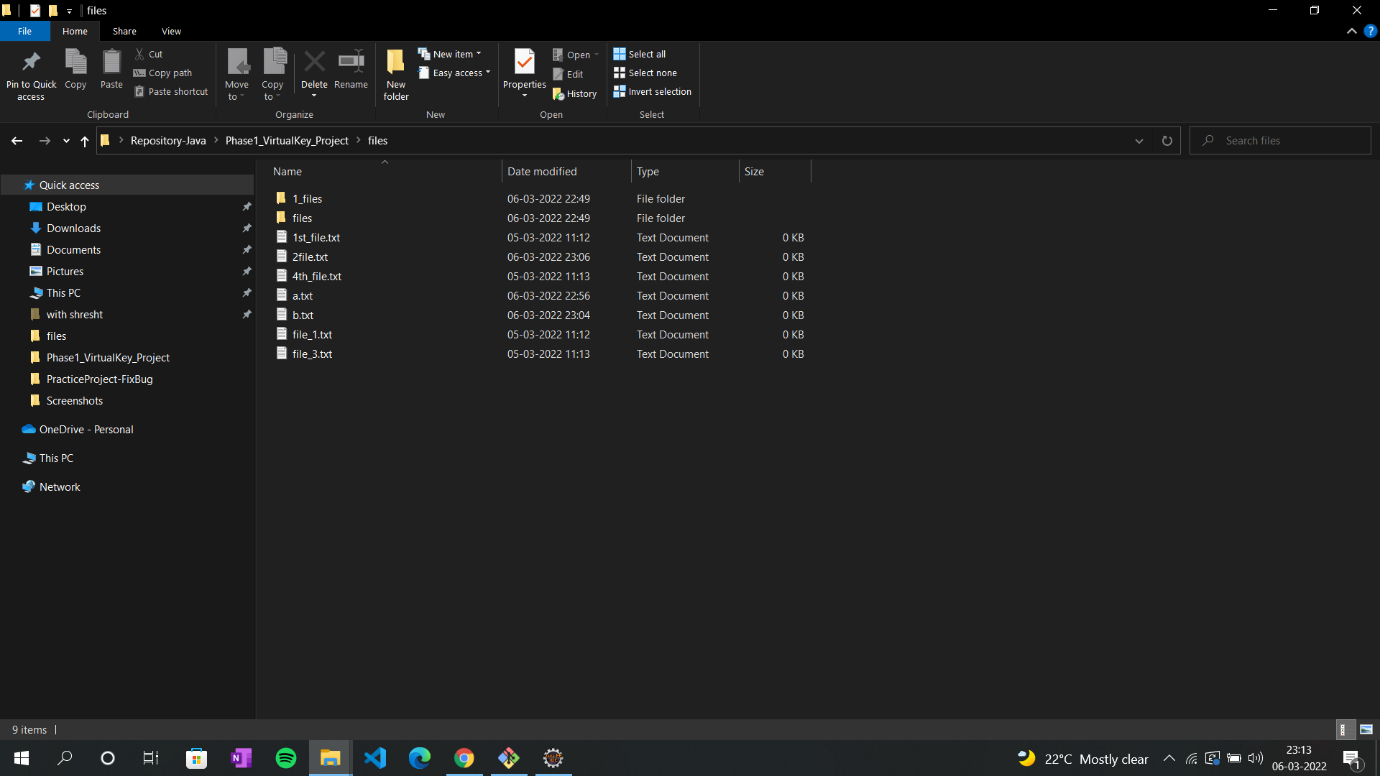 files
File Home Share View
Pin to Quick access
Copy
Paste
Cut
Copy path
Paste shortcut
Clipboard
Move to
Copy to
Delete
Rename
Organize
New folder
New item
Easy access
New
Properties
Open
Edit
History
Open
Select all
Select none
Invert selection
Select
Repository-Java > Phase1_VirtualKey_Project > files
Search files
Quick access
Desktop
Downloads
Documents
Pictures
This PC
with shresht
files
Phase1_VirtualKey_Project
PracticeProject-FixBug
Screenshots
OneDrive - Personal
This PC
Network
Name Date modified Type Size
1_files 06-03-2022 22:49 File folder
files 06-03-2022 22:49 File folder
1st_file.txt 05-03-2022 11:12 Text Document 0 KB
2file.txt 06-03-2022 23:06 Text Document 0 KB
4th_file.txt 05-03-2022 11:13 Text Document 0 KB
a.txt 06-03-2022 22:56 Text Document 0 KB
b.txt 06-03-2022 23:04 Text Document 0 KB
file_1.txt 05-03-2022 11:12 Text Document 0 KB
file_3.txt 05-03-2022 11:13 Text Document 0 KB
9 items
22°C Mostly clear
23:13
06-03-2022
1